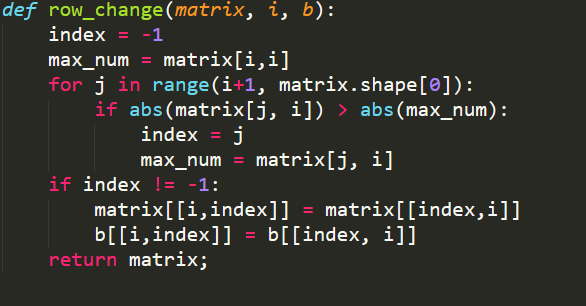 def row_change(matrix, i, b):
    index = -1
    max_num = matrix[i,i]
    for j in range(i+1, matrix.shape[0]):
        if abs(matrix[j, i]) > abs(max_num):
            index = j
            max_num = matrix[j, i]
    if index != -1:
        matrix[[i,index]] = matrix[[index,i]]
        b[[i,index]] = b[[index, i]]
    return matrix;